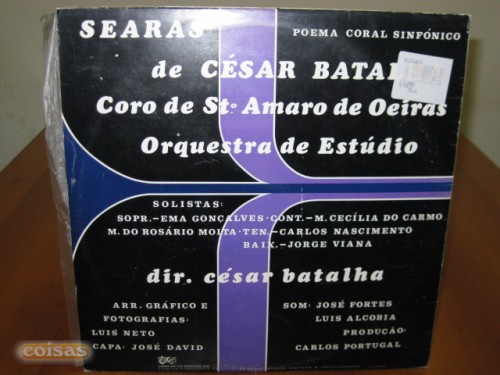 SEARAS
POEMA CORAL SINFÓNICO
de CÉSAR BATAL
Coro de Stº Amaro de Oeiras
Orquestra de Estúdio
SOLISTAS:
SOPR.-EMA GONÇALVES-CONT.-M. CECÍLIA DO CARMO
M. DO ROSÁRIO MOITA-TEN.-CARLOS NASCIMENTO
BAIX.-JORGE VIANA
dir. césar batalha
ARR. GRÁFICO E
FOTOGRAFIAS:
LUIS NETO
CAPA: JOSÉ DAVID
SOM: JOSÉ FORTES
LUIS ALCOBIA
PRODUÇÃO:
CARLOS PORTUGAL
coisas